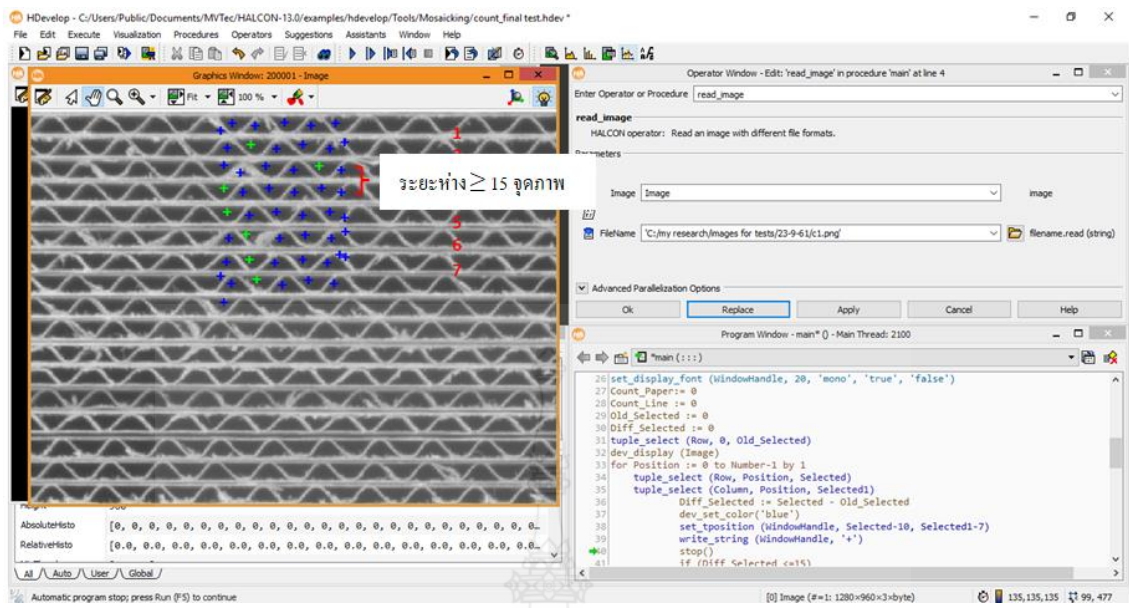 HDevelop - C:/Users/Public/Documents/MVTec/HALCON-13.0/examples/hdevelop/Tools/Mosaicking/count_final test.hdev *
File Edit Execute Visualization Procedures Operators Suggestions Assistants Window Help
Graphics Window: 200001 - Image
Fit 100 %
1
ระยะห่าง ≥ 15 จุดภาพ
5
6
7
Height
AbsoluteHisto [0, 0, 0, 0, 0, 0, 0, 0, 0, 0, 0, 0, 0, 0, 0, 0, 0, 0, 0, 0, 0, 0, 0, 0, 0…
RelativeHisto [0.0, 0.0, 0.0, 0.0, 0.0, 0.0, 0.0, 0.0, 0.0, 0.0, 0.0, 0.0, 0.0, 0.0…
All Auto User Global
Automatic program stop; press Run (F5) to continue
Operator Window - Edit: 'read_image' in procedure 'main' at line 4
Enter Operator or Procedure read_image
read_image
HALCON operator: Read an image with different file formats.
Parameters
Image Image image
FileName 'C:/my research/images for tests/23-9-61/c1.png' filename.read (string)
Advanced Parallelization Options
Ok Replace Apply Cancel Help
Program Window - main* () - Main Thread: 2100
*main (:::)
26 set_display_font (WindowHandle, 20, 'mono', 'true', 'false')
27 Count_Paper:= 0
28 Count_Line := 0
29 Old_Selected := 0
30 Diff_Selected := 0
31 tuple_select (Row, 0, Old_Selected)
32 dev_display (Image)
33 for Position := 0 to Number-1 by 1
34 tuple_select (Row, Position, Selected)
35 tuple_select (Column, Position, Selected1)
36 Diff_Selected := Selected - Old_Selected
37 dev_set_color('blue')
38 set_tposition (WindowHandle, Selected-10, Selected1-7)
39 write_string (WindowHandle, '+')
40 stop()
41 if (Diff_Selected <=15)
[0] Image (#=1: 1280×960×3×byte) 135,135,135 99, 477